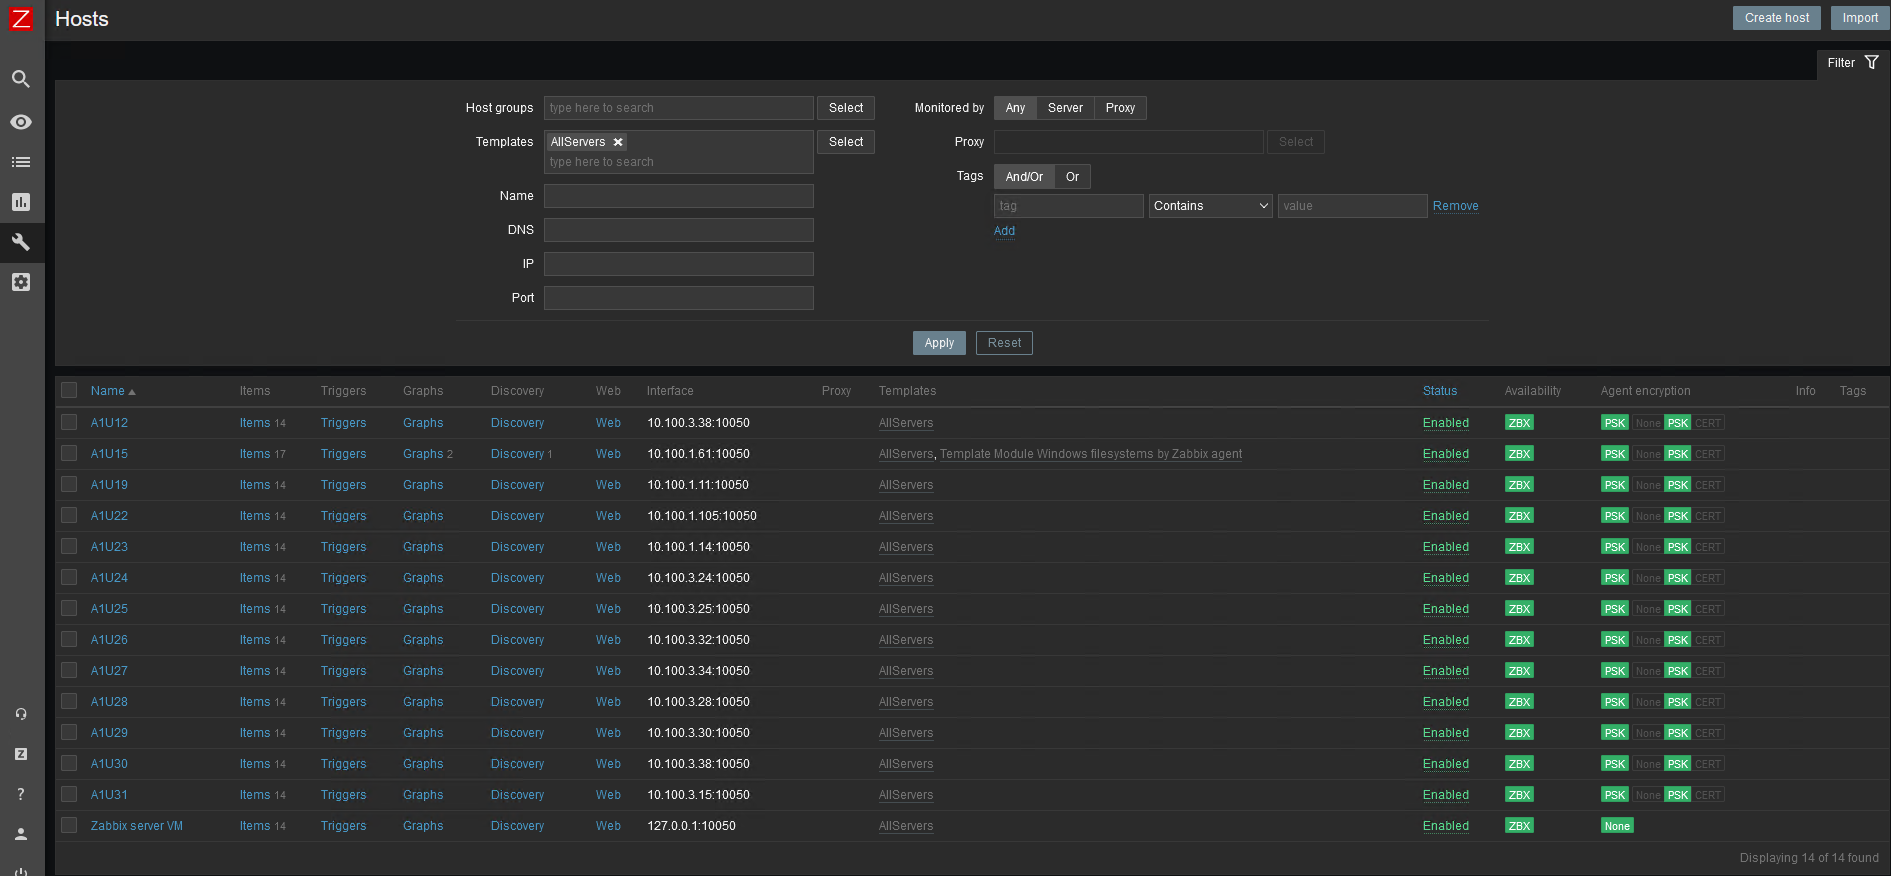 Z Hosts Create host Import
Filter
Host groups type here to search Select Monitored by Any Server Proxy
Templates AllServers Select Proxy Select
type here to search
Tags And/Or Or
Name tag Contains value Remove
DNS Add
IP
Port
Apply Reset
Name Items Triggers Graphs Discovery Web Interface Proxy Templates Status Availability Agent encryption Info Tags
A1U12 Items 14 Triggers Graphs Discovery Web 10.100.3.38:10050 AllServers Enabled ZBX PSK None PSK CERT
A1U15 Items 17 Triggers Graphs 2 Discovery 1 Web 10.100.1.61:10050 AllServers, Template Module Windows filesystems by Zabbix agent Enabled ZBX PSK None PSK CERT
A1U19 Items 14 Triggers Graphs Discovery Web 10.100.1.11:10050 AllServers Enabled ZBX PSK None PSK CERT
A1U22 Items 14 Triggers Graphs Discovery Web 10.100.1.105:10050 AllServers Enabled ZBX PSK None PSK CERT
A1U23 Items 14 Triggers Graphs Discovery Web 10.100.1.14:10050 AllServers Enabled ZBX PSK None PSK CERT
A1U24 Items 14 Triggers Graphs Discovery Web 10.100.3.24:10050 AllServers Enabled ZBX PSK None PSK CERT
A1U25 Items 14 Triggers Graphs Discovery Web 10.100.3.25:10050 AllServers Enabled ZBX PSK None PSK CERT
A1U26 Items 14 Triggers Graphs Discovery Web 10.100.3.32:10050 AllServers Enabled ZBX PSK None PSK CERT
A1U27 Items 14 Triggers Graphs Discovery Web 10.100.3.34:10050 AllServers Enabled ZBX PSK None PSK CERT
A1U28 Items 14 Triggers Graphs Discovery Web 10.100.3.28:10050 AllServers Enabled ZBX PSK None PSK CERT
A1U29 Items 14 Triggers Graphs Discovery Web 10.100.3.30:10050 AllServers Enabled ZBX PSK None PSK CERT
A1U30 Items 14 Triggers Graphs Discovery Web 10.100.3.38:10050 AllServers Enabled ZBX PSK None PSK CERT
A1U31 Items 14 Triggers Graphs Discovery Web 10.100.3.15:10050 AllServers Enabled ZBX PSK None PSK CERT
Zabbix server VM Items 14 Triggers Graphs Discovery Web 127.0.0.1:10050 AllServers Enabled ZBX None
Displaying 14 of 14 found